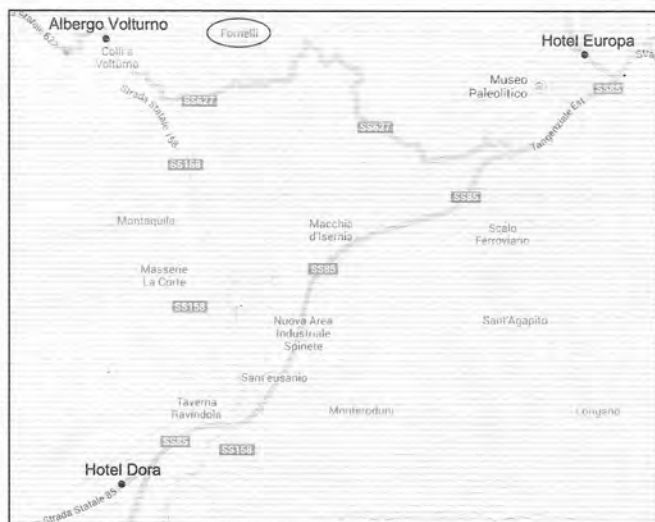 Albergo Volturno
Fornelli
Hotel Europa
Colli a
Volturno
Museo
Paleolitico
SS85
Strada Statale 158
SS627
SS627
Tangenziale Est
SS158
SS85
Montaquila
Macchia
d'Isernia
Scalo
Ferroviario
SS85
Masserie
La Corte
SS158
Nuova Area
Industriale
Spinete
Sant'Agapito
Sant'eusanio
Taverna
Ravindola
Monteroduni
Longano
SS85
SS158
Hotel Dora
Strada Statale 85